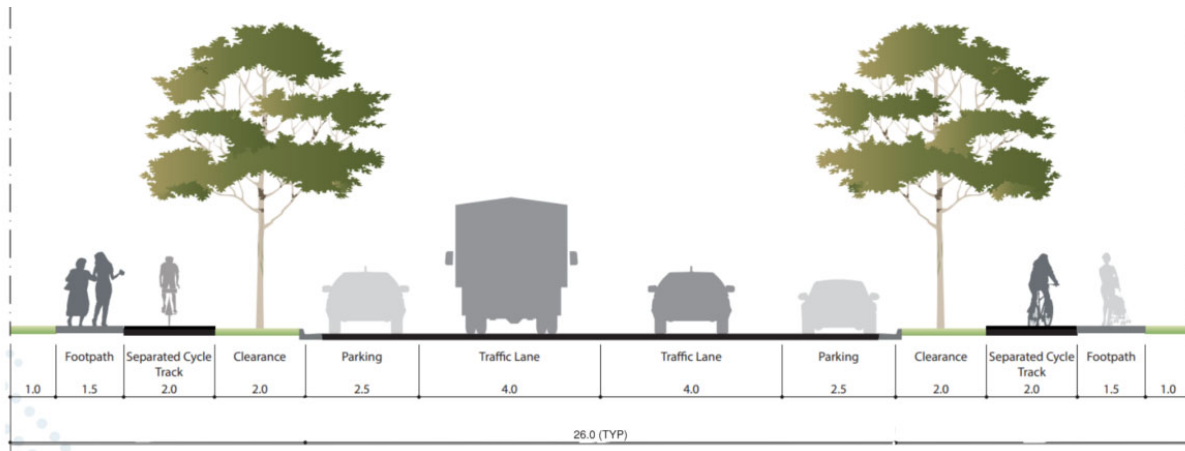 Footpath
Separated Cycle
Track
Clearance
Parking
Traffic Lane
Traffic Lane
Parking
Clearance
Separated Cycle
Track
Footpath
1.0
1.5
2.0
2.0
2.5
4.0
4.0
2.5
2.0
2.0
1.5
1.0
26.0 (TYP)